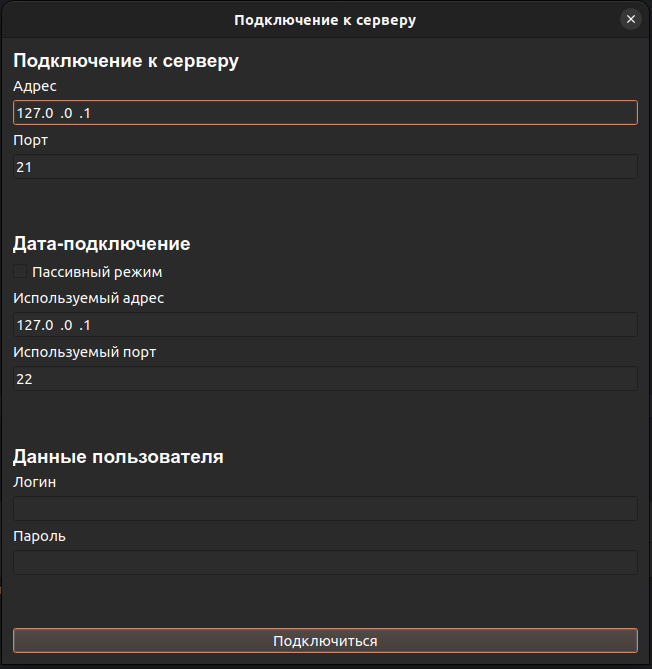 Подключение к серверу
Подключение к серверу
Адрес
127.0 .0 .1
Порт
21
Дата-подключение
Пассивный режим
Используемый адрес
127.0 .0 .1
Используемый порт
22
Данные пользователя
Логин
Пароль
Подключиться